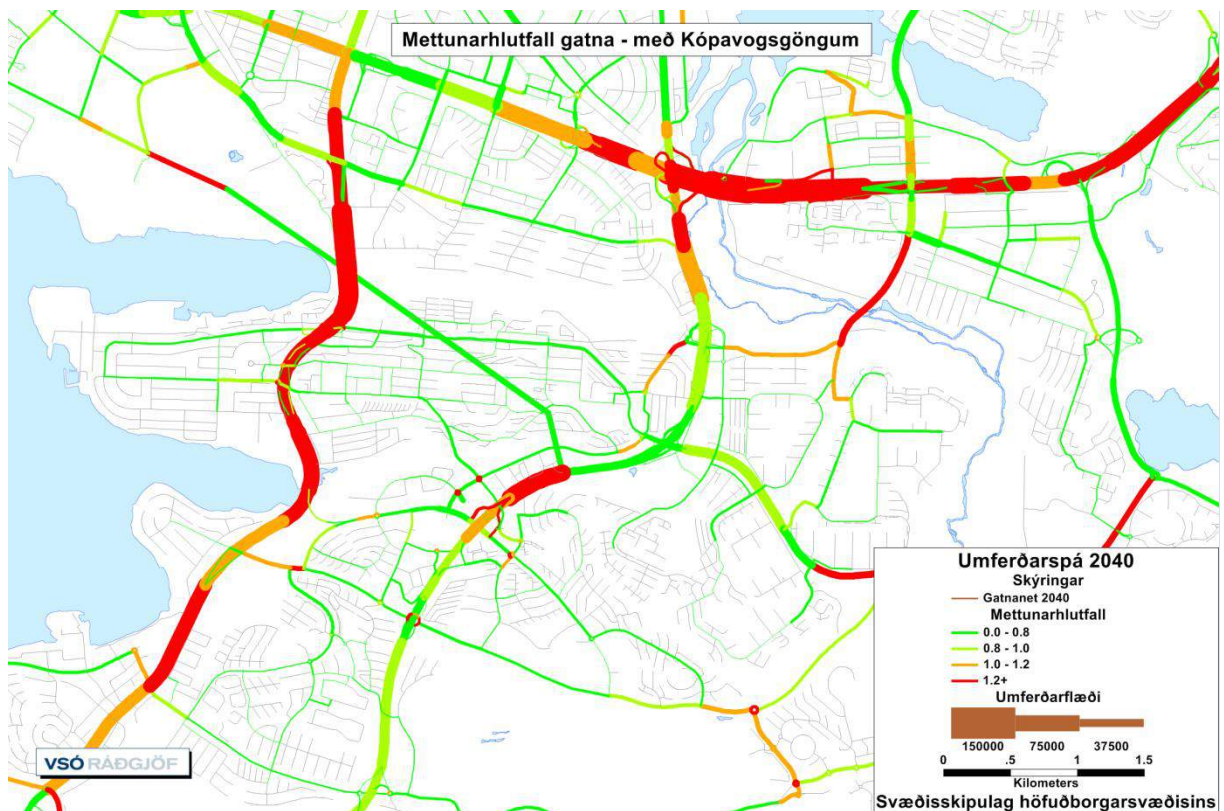 Mettunarhlutfall gatna - með Kópavogsgöngum
Umferðarspá 2040
Skýringar
Gatnanet 2040
Mettunarhlutfall
0.0 - 0.8
0.8 - 1.0
1.0 - 1.2
1.2+
Umferðarflæði
150000 75000 37500
0 .5 1 1.5
Kilometers
Svæðisskipulag höfuðborgarsvæðisins
VSÓ RÁÐGJÖF